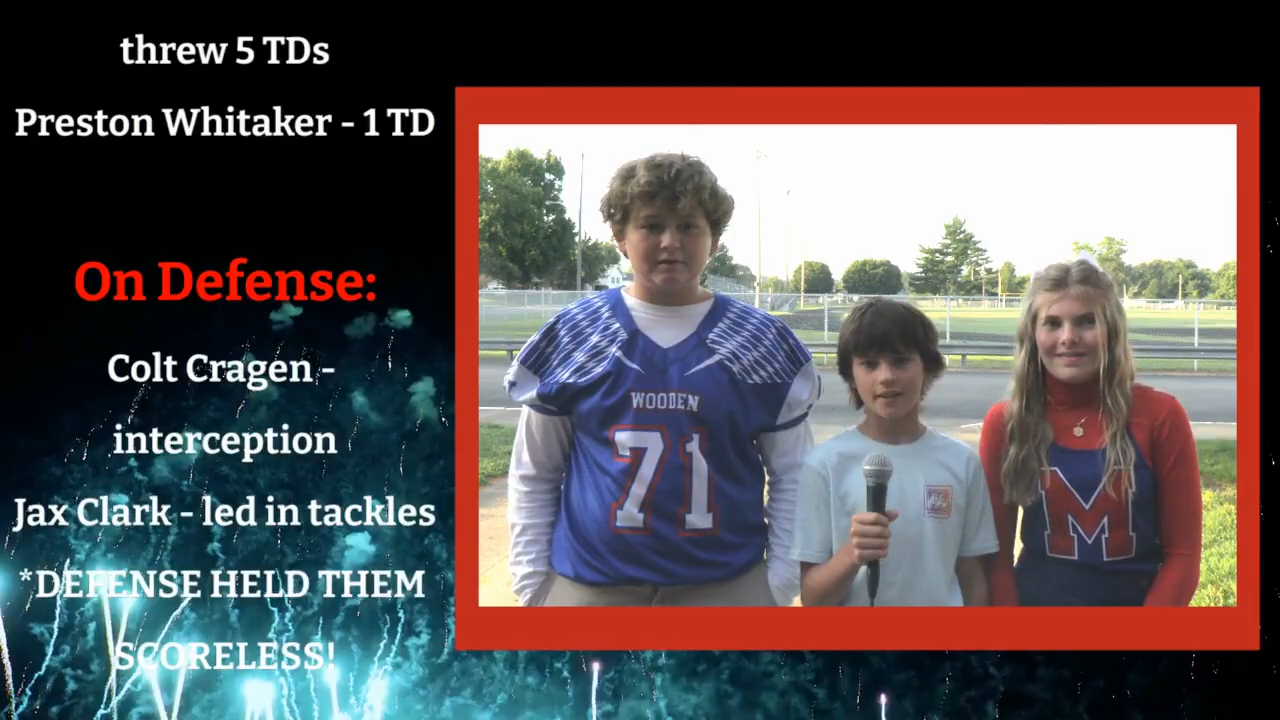 threw 5 TDs
Preston Whitaker - 1 TD
On Defense:
Colt Cragen -
interception
Jax Clark - led in tackles
*DEFENSE HELD THEM
SCORELESS!
WOODEN
71
M